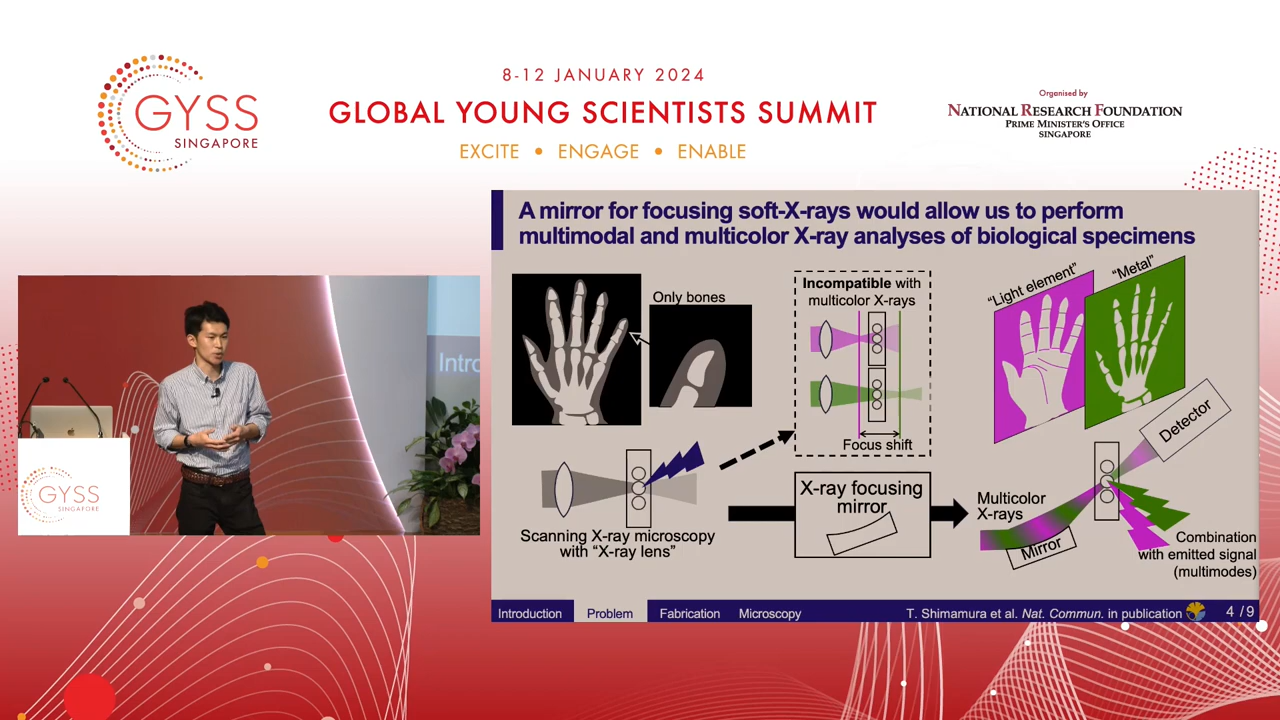 8-12 JANUARY 2024
GLOBAL YOUNG SCIENTISTS SUMMIT
EXCITE • ENGAGE • ENABLE
GYSS
SINGAPORE
Organised by
NATIONAL RESEARCH FOUNDATION
PRIME MINISTER'S OFFICE
SINGAPORE
A mirror for focusing soft-X-rays would allow us to perform
multimodal and multicolor X-ray analyses of biological specimens
Only bones
Incompatible with
multicolor X-rays
Focus shift
"Light element"
"Metal"
Scanning X-ray microscopy
with "X-ray lens"
X-ray focusing
mirror
Multicolor
X-rays
Mirror
Detector
Combination
with emitted signal
(multimodes)
Introduction
Problem
Fabrication
Microscopy
T. Shimamura et al. Nat. Commun. in publication
4 / 9
Intro
GYSS
SINGAPORE